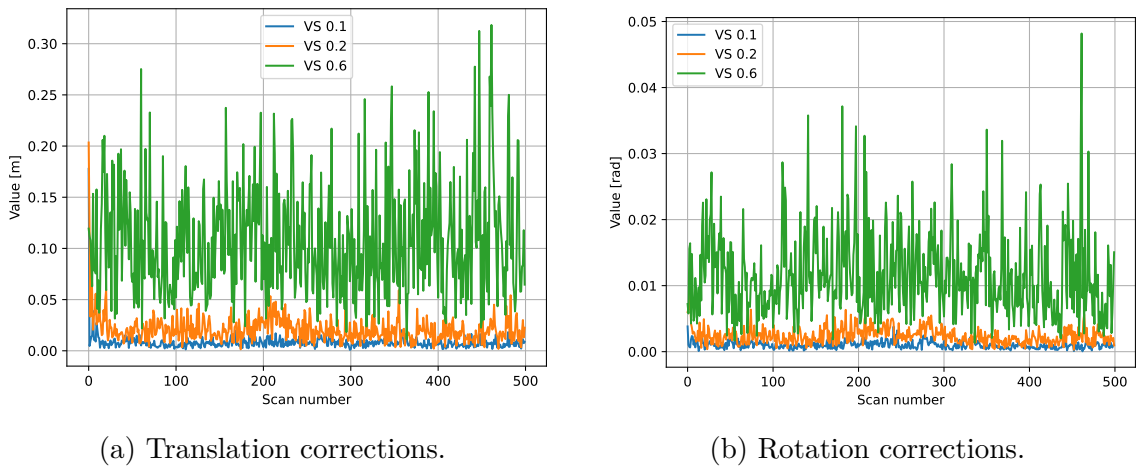 VS 0.1
VS 0.2
VS 0.6
0.30
0.25
0.20
0.15
0.10
0.05
0.00
Value [m]
0 100 200 300 400 500
Scan number
(a) Translation corrections.
VS 0.1
VS 0.2
VS 0.6
0.05
0.04
0.03
0.02
0.01
0.00
Value [rad]
0 100 200 300 400 500
Scan number
(b) Rotation corrections.